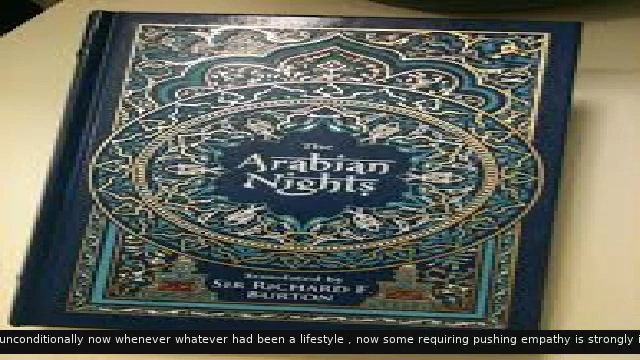 The
Arabian
Nights
Translated by
Sir Richard F
Burton
unconditionally now whenever whatever had been a lifestyle , now some requiring pushing empathy is strongly